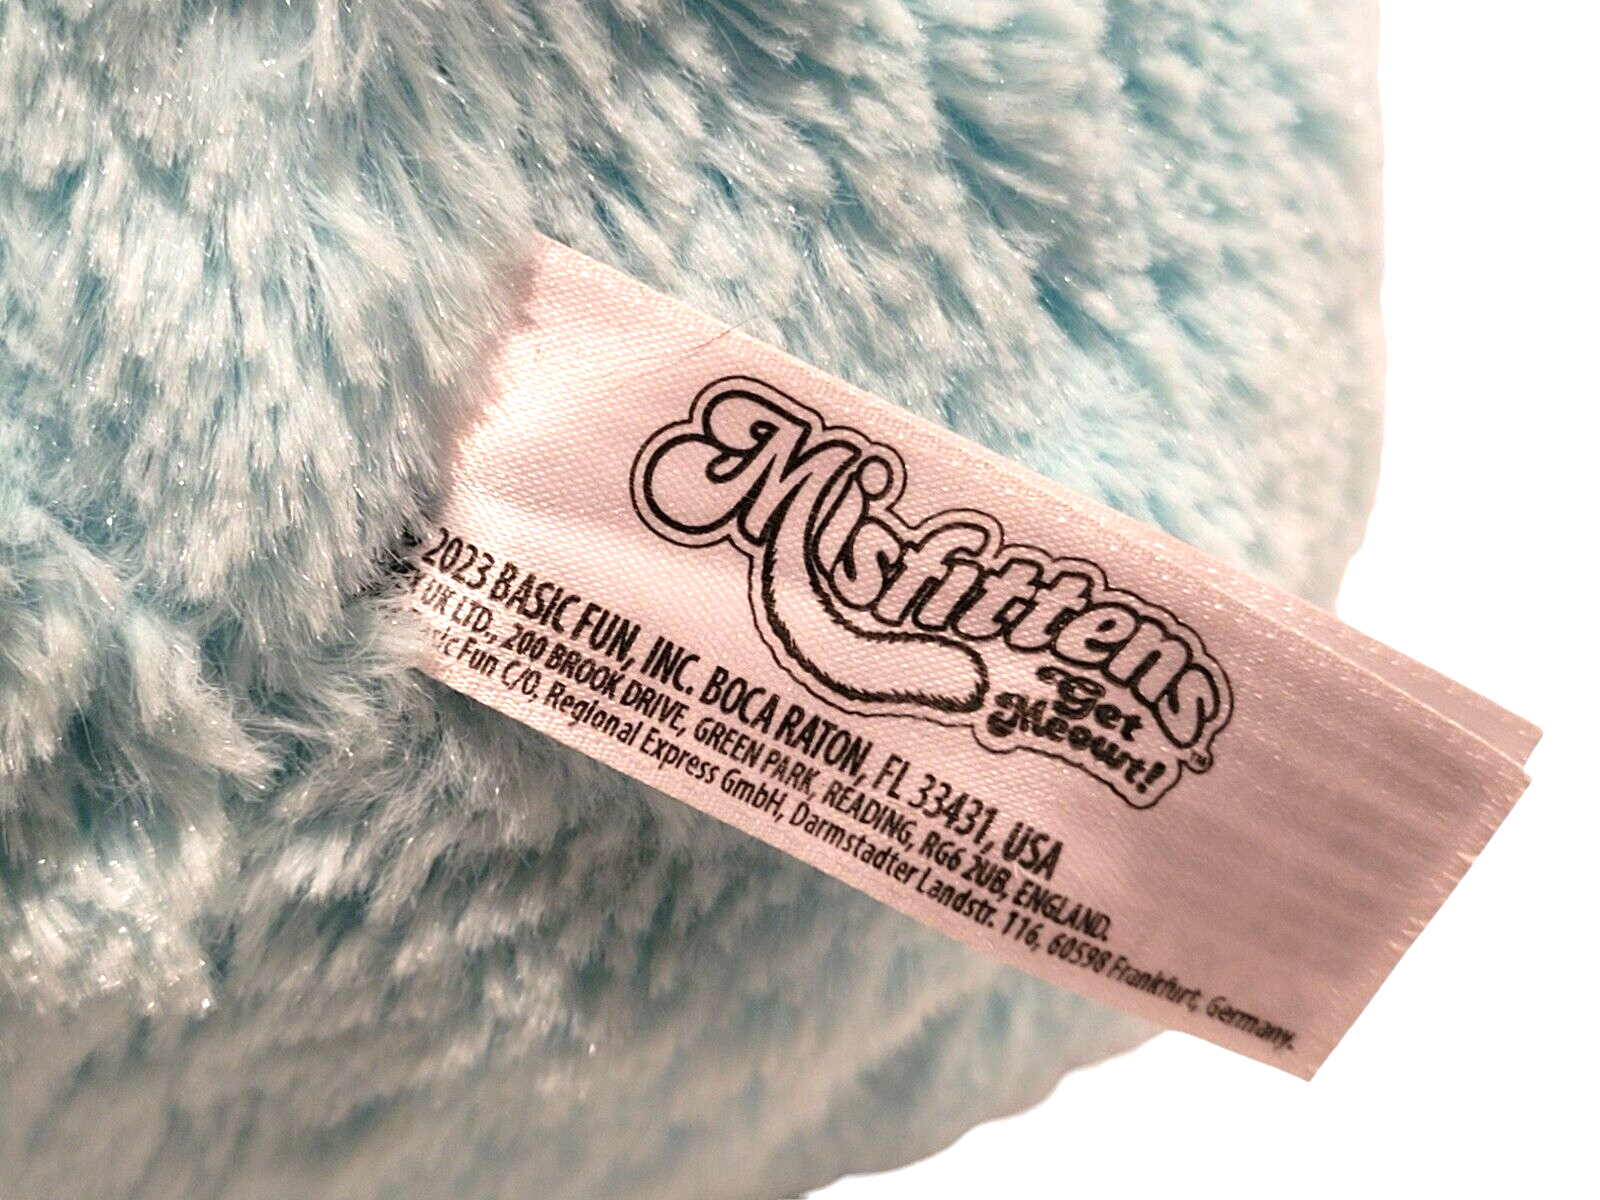 Misfittens
Get
Meowt!
™
2023 BASIC FUN, INC. BOCA RATON, FL 33431, USA
UK LTD., 200 BROOK DRIVE, GREEN PARK, READING, RG6 2UB, ENGLAND.
Fun C/O, Regional Express GmbH, Darmstadter Landstr. 116, 60598 Frankfurt, Germany.